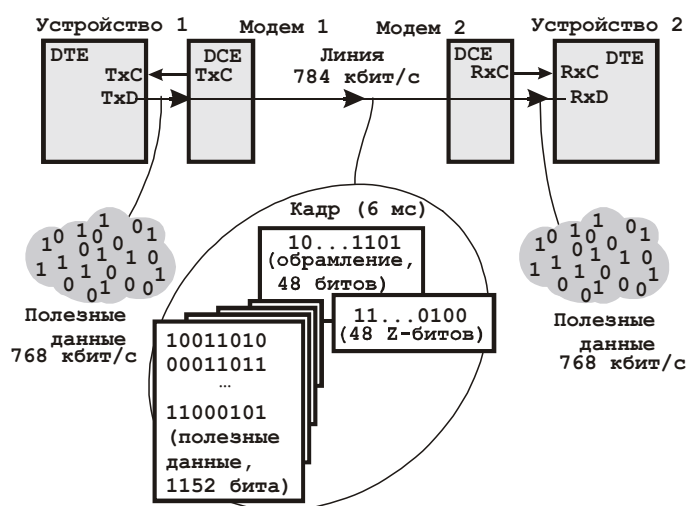 Устройство 1
Модем 1
Модем 2
Устройство 2
DTE
DCE
Линия
784 кбит/с
DCE
DTE
TxC
TxC
RxC
RxC
TxD
RxD
Кадр (6 мс)
10...1101
(обрамление,
48 битов)
11...0100
(48 Z-битов)
10011010
00011011
…
11000101
(полезные
данные,
1152 бита)
Полезные
данные
768 кбит/с
Полезные
данные
768 кбит/с